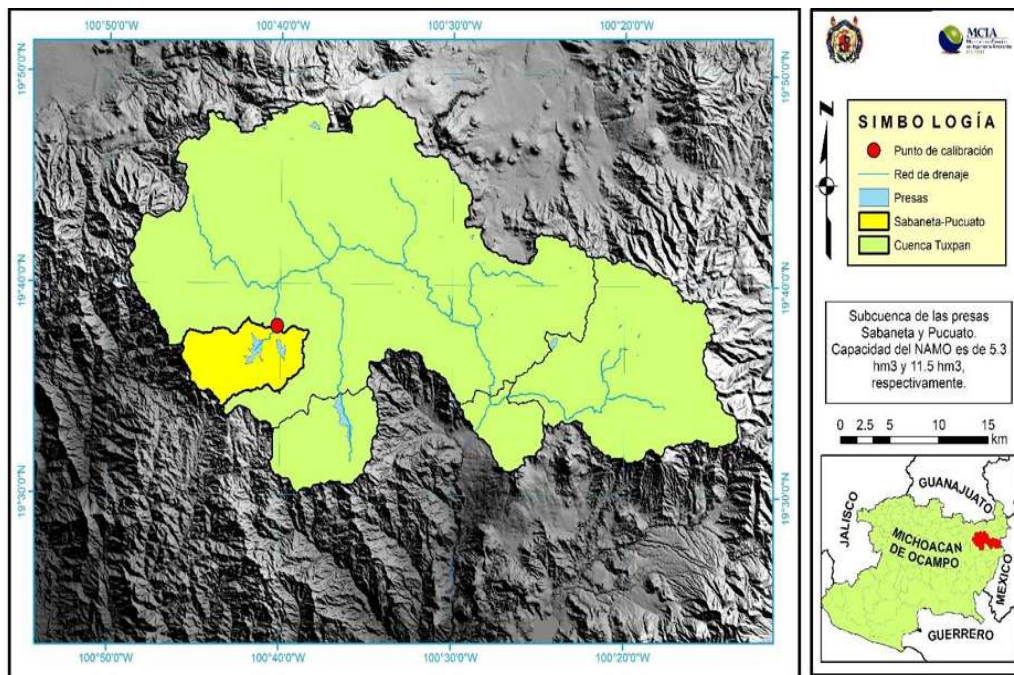 100°50'0"W 100°40'0"W 100°30'0"W 100°20'0"W
19°50'0"N
19°40'0"N
19°30'0"N
19°50'0"N
19°40'0"N
19°30'0"N
100°50'0"W 100°40'0"W 100°30'0"W 100°20'0"W
MCIA
Z
SIMBOLOGÍA
Punto de calibración
Red de drenaje
Presas
Sabaneta-Pucuato
Cuenca Tuxpan
Subcuenca de las presas
Sabaneta y Pucuato.
Capacidad del NAMO es de 5.3
hm3 y 11.5 hm3,
respectivamente.
0 2.5 5 10 15
km
GUANAJUATO
JALISCO
MICHOACAN
DE OCAMPO
MEXICO
GUERRERO